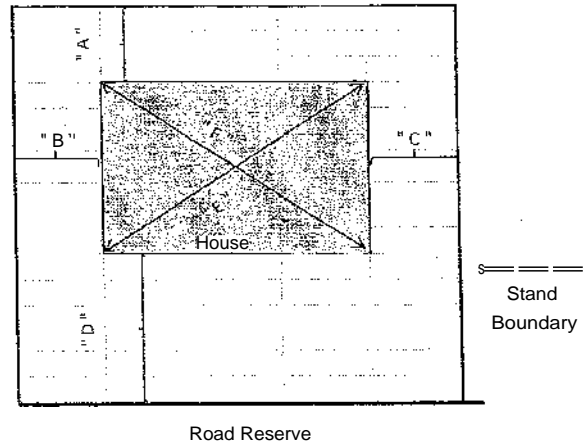 "A"
"B"
"C"
"F"
"E"
House
"D"
S
Stand
Boundary
Road Reserve